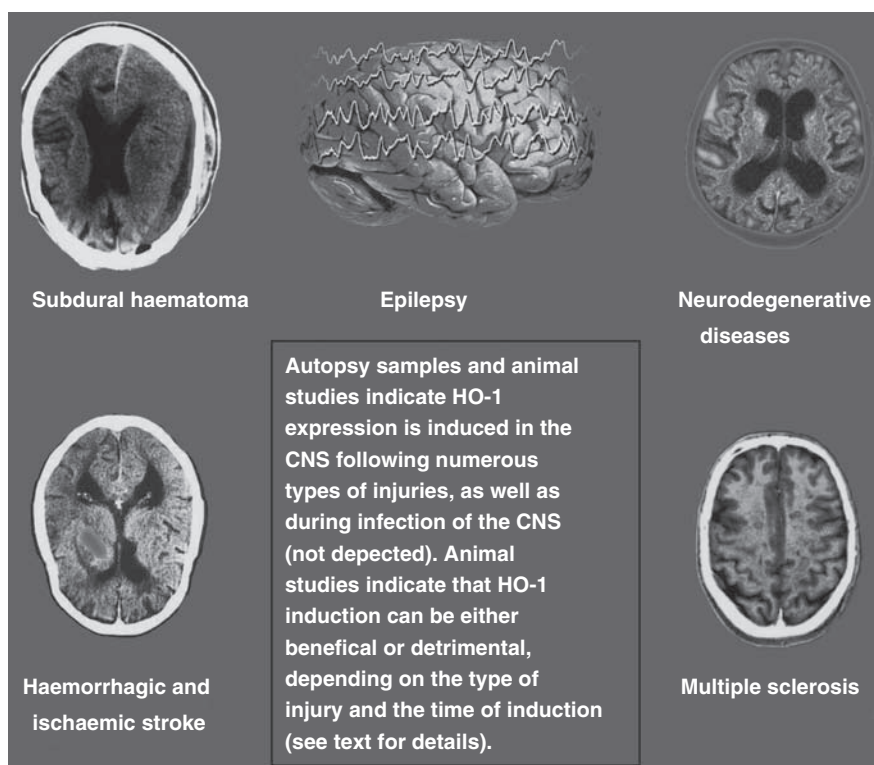 Subdural haematoma
Epilepsy
Neurodegenerative
diseases
Autopsy samples and animal
studies indicate HO-1
expression is induced in the
CNS following numerous
types of injuries, as well as
during infection of the CNS
(not depected). Animal
studies indicate that HO-1
induction can be either
benefical or detrimental,
depending on the type of
injury and the time of induction
(see text for details).
Haemorrhagic and
ischaemic stroke
Multiple sclerosis